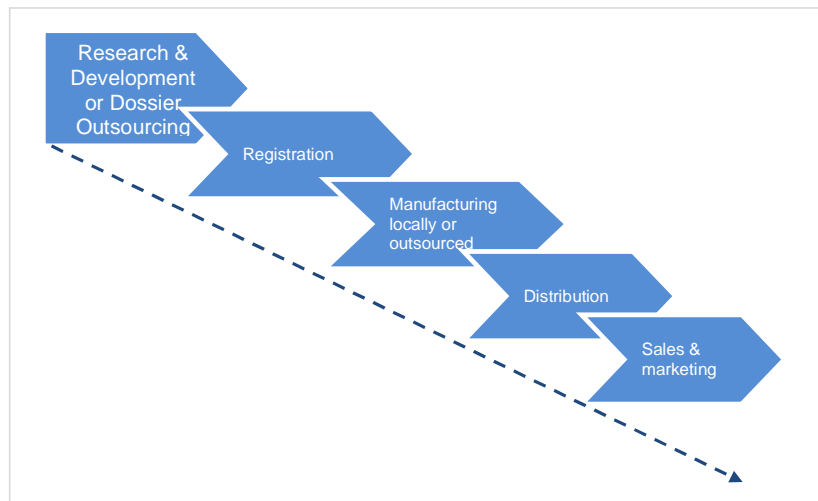 Research &
Development
or Dossier
Outsourcing
Registration
Manufacturing
locally or
outsourced
Distribution
Sales &
marketing